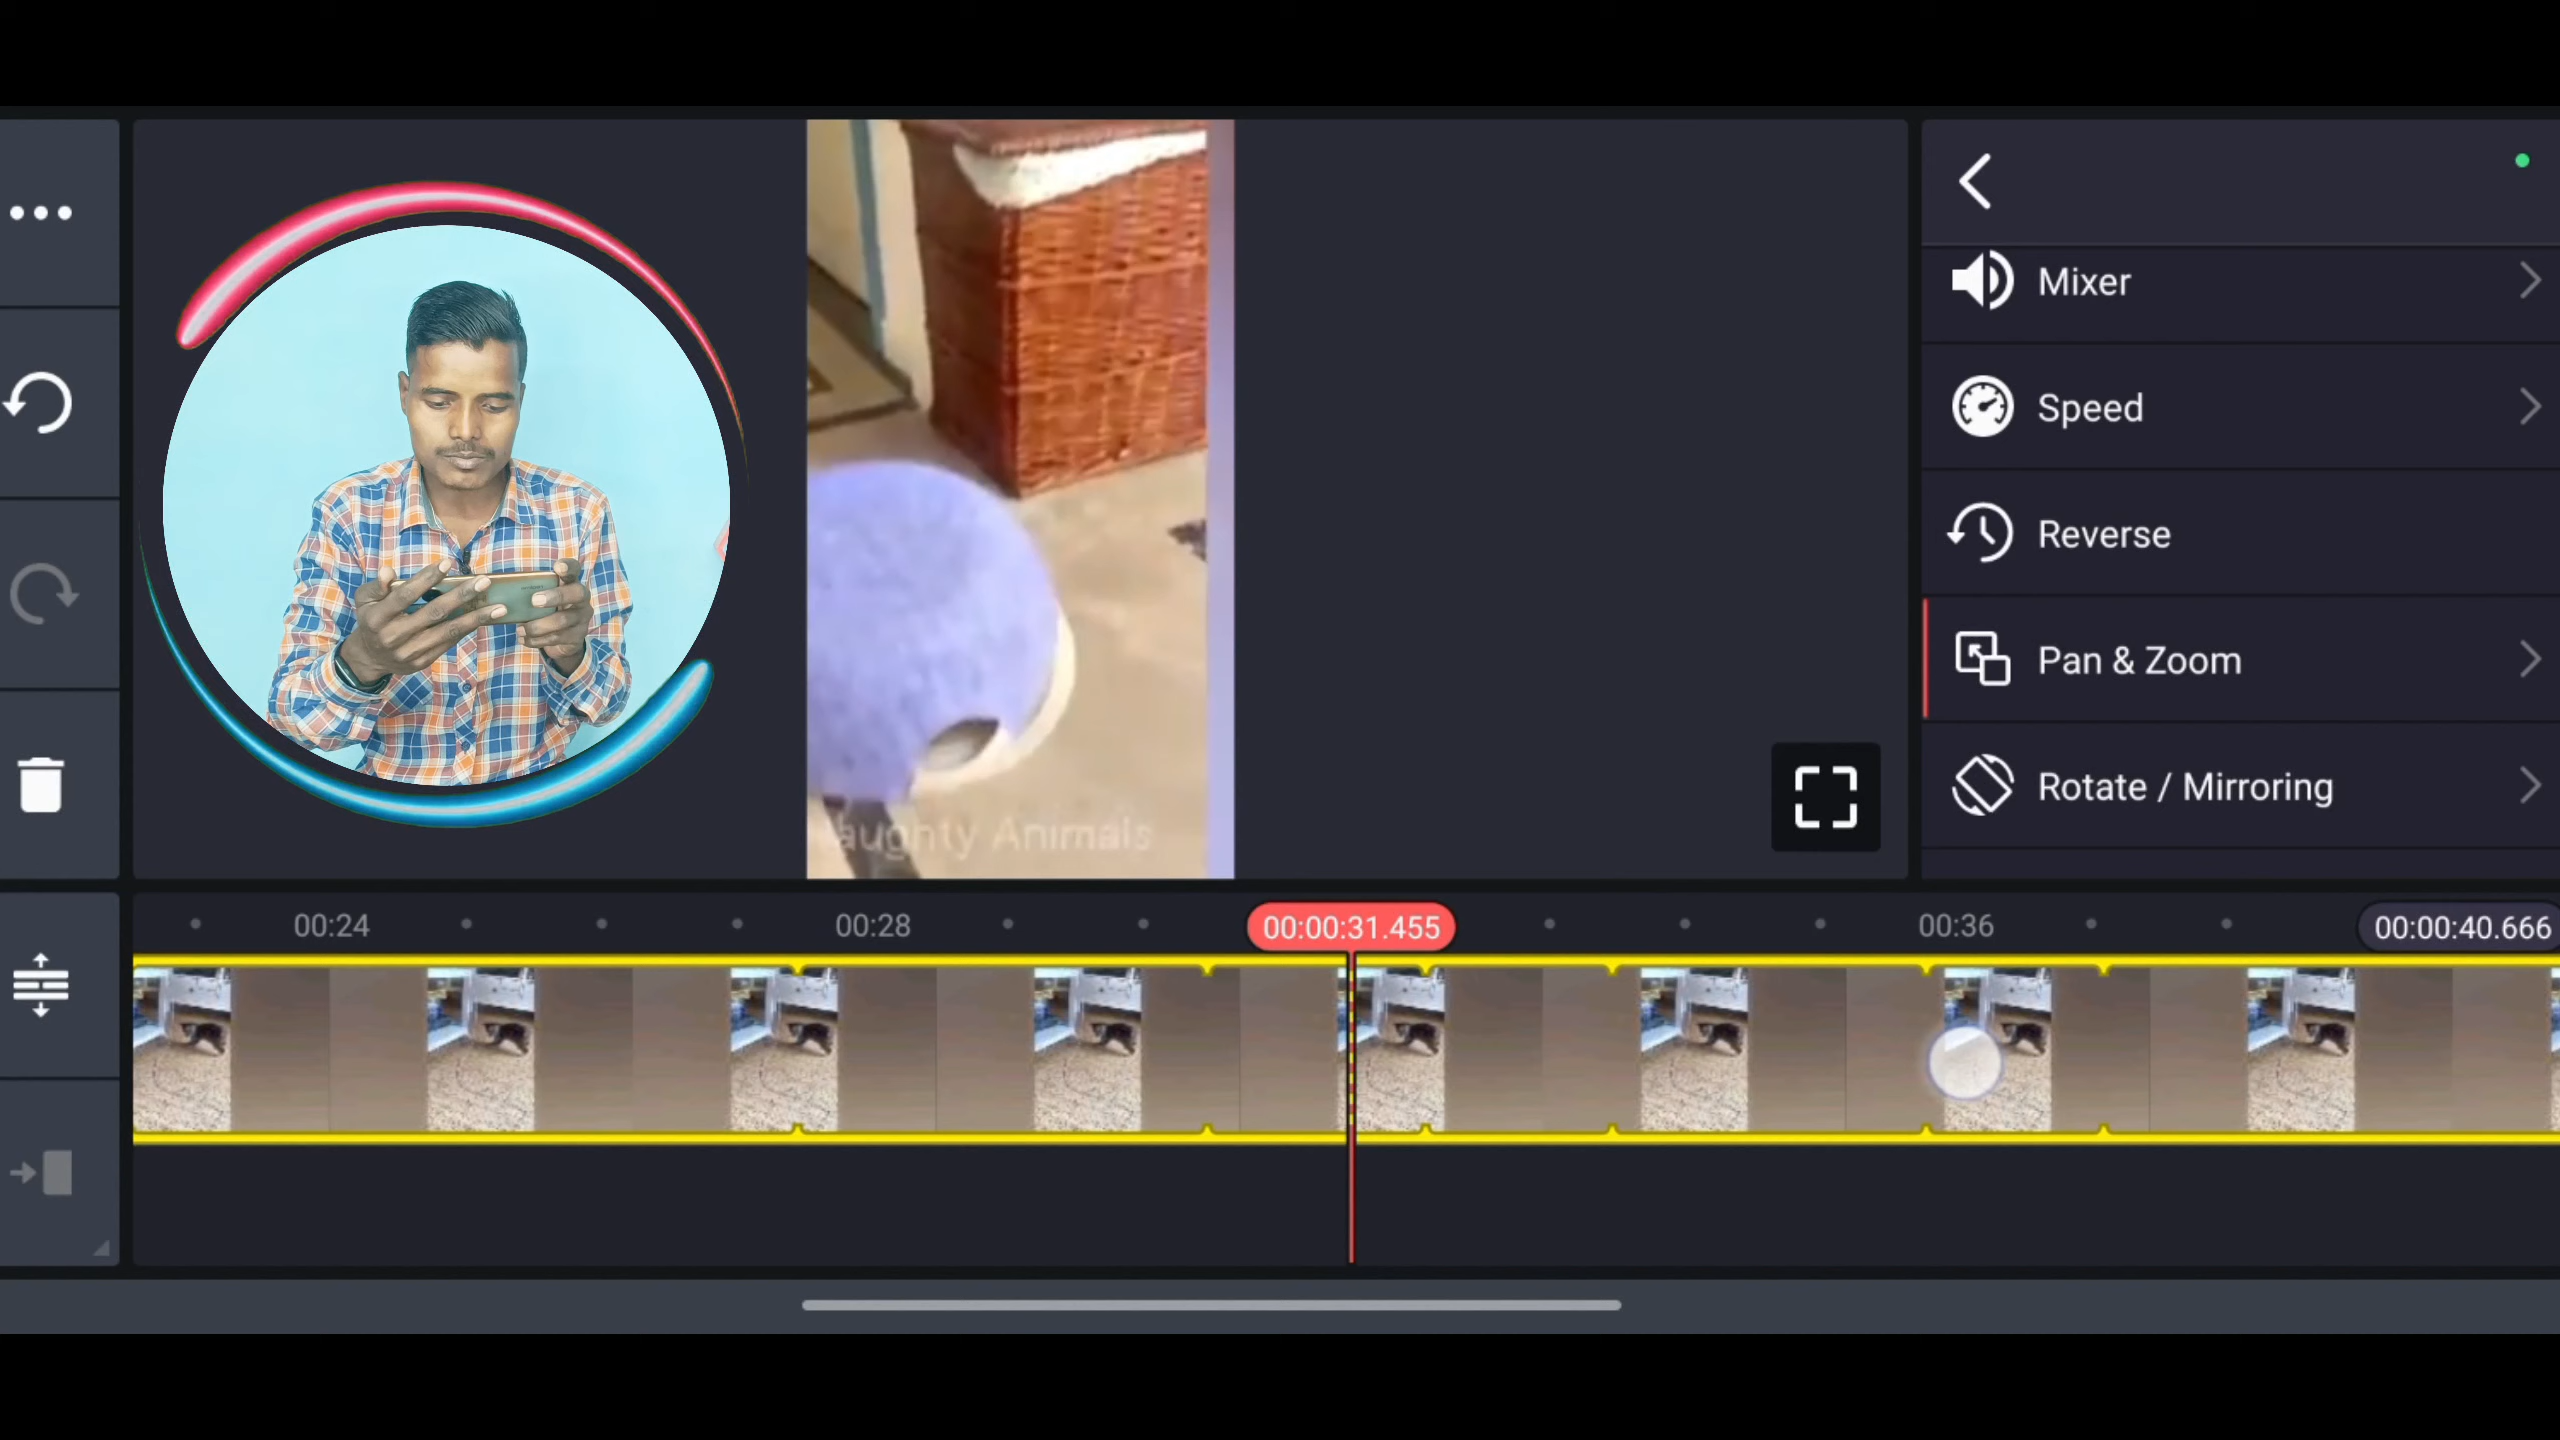 Mixer
Speed
Reverse
Pan & Zoom
Rotate / Mirroring
aughty Animals
00:24
00:28
00:00:31.455
00:36
00:00:40.666